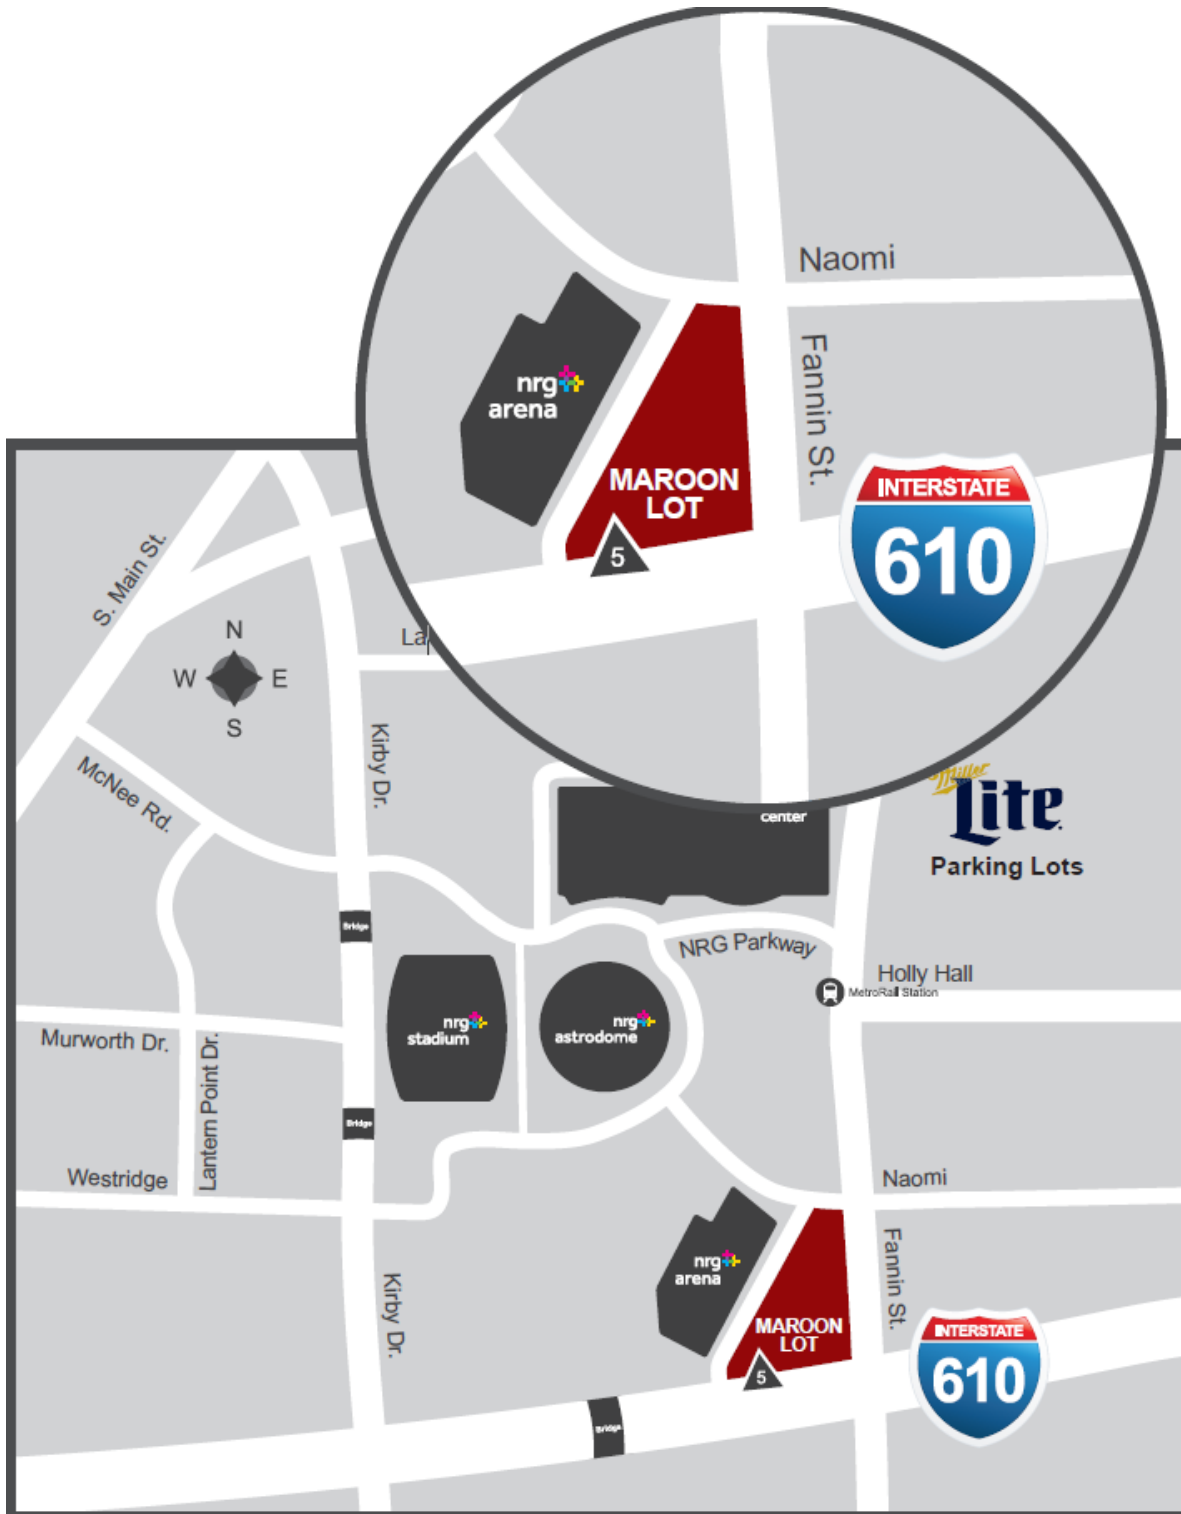 Naomi
Fannin St.
nrg
arena
MAROON
LOT
5
INTERSTATE
610
S. Main St.
N
W E
S
La
Kirby Dr.
McNee Rd.
center
Miller
Lite
Parking Lots
Bridge
NRG Parkway
Holly Hall
MetroRail Station
nrg
stadium
nrg
astrodome
Murworth Dr.
Lantern Point Dr.
Bridge
Westridge
Naomi
Fannin St.
nrg
arena
Kirby Dr.
MAROON
LOT
5
INTERSTATE
610
Bridge